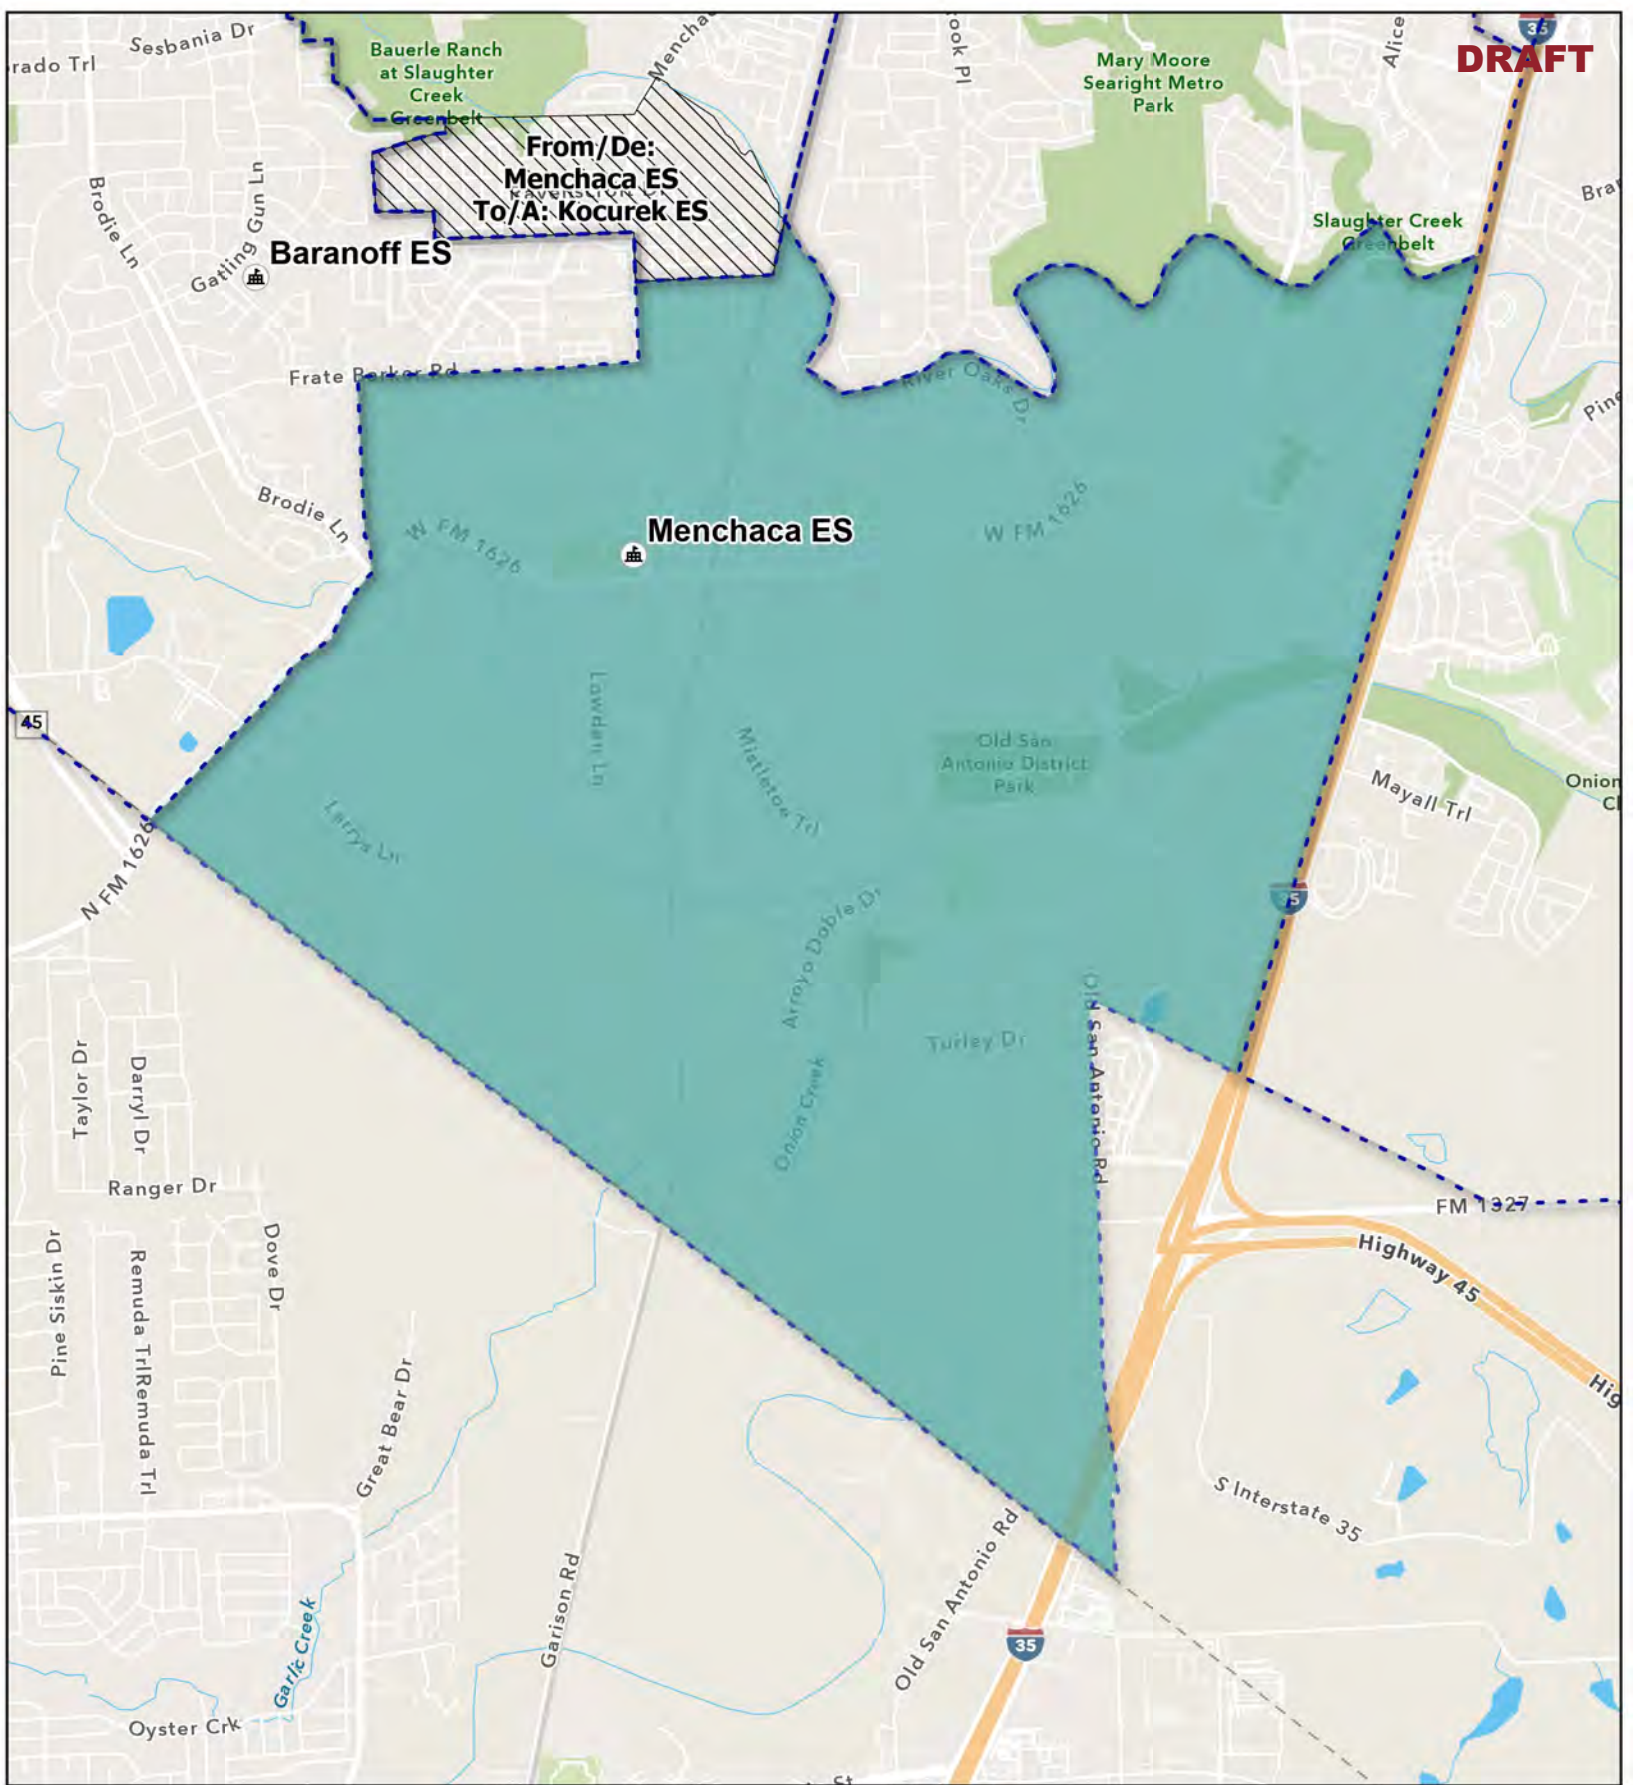 Sesbania Dr
rado Trl
Bauerle Ranch
at Slaughter
Creek
Greenbelt
Menchac
ook Pl
Mary Moore
Searight Metro
Park
Alice
35
DRAFT
From/De:
Menchaca ES
To/A: Kocurek ES
Brodie Ln
Gatling Gun Ln
Baranoff ES
Slaughter Creek
Greenbelt
Bra
Frate Barker Rd
River Oaks Dr
Pine
Brodie Ln
W FM 1626
Menchaca ES
W FM 1626
45
Lowden Ln
Mistletoe Trl
Old San
Antonio District
Park
Mayall Trl
Onion
Larrys Ln
N FM 1626
Arroyo Doble Dr
35
Taylor Dr
Darryl Dr
Turley Dr
Old San Antonio Rd
Onion Creek
Ranger Dr
FM 1327
Pine Siskin Dr
Remuda Trl
Remuda Trl
Dove Dr
Highway 45
Hig
Great Bear Dr
S Interstate 35
Garison Rd
Old San Antonio Rd
35
Garlic Creek
Oyster Crk
St